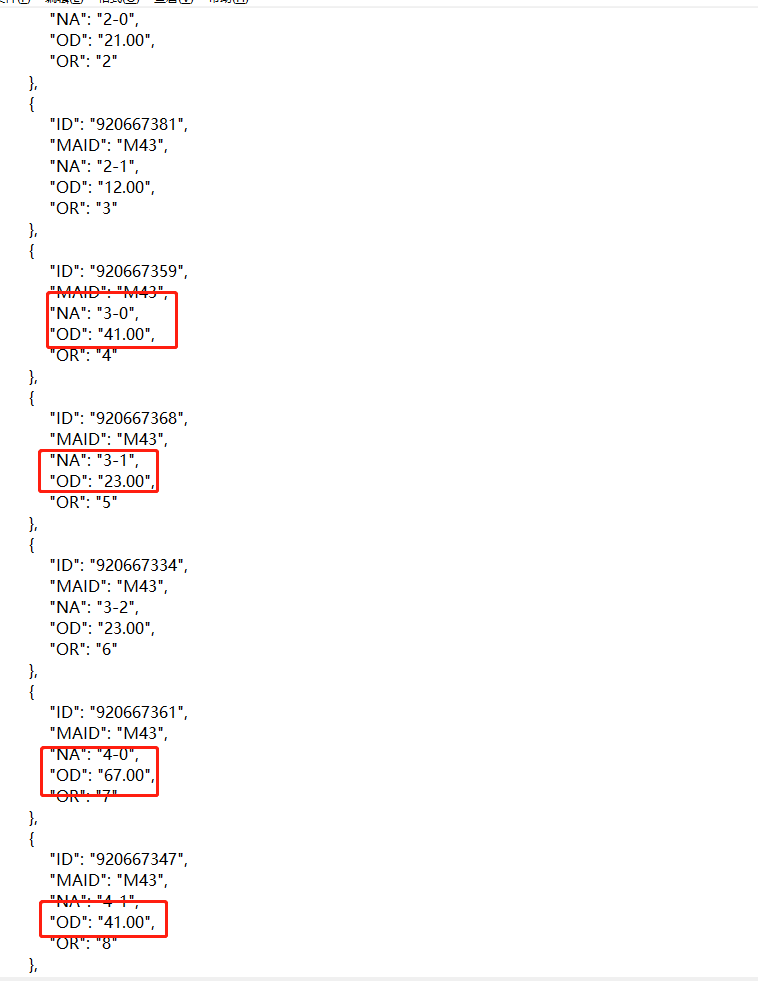 "NA": "2-0",
"OD": "21.00",
"OR": "2"
},
{
"ID": "920667381",
"MAID": "M43",
"NA": "2-1",
"OD": "12.00",
"OR": "3"
},
{
"ID": "920667359",
"MAID": "M43",
"NA": "3-0",
"OD": "41.00",
"OR": "4"
},
{
"ID": "920667368",
"MAID": "M43",
"NA": "3-1",
"OD": "23.00",
"OR": "5"
},
{
"ID": "920667334",
"MAID": "M43",
"NA": "3-2",
"OD": "23.00",
"OR": "6"
},
{
"ID": "920667361",
"MAID": "M43",
"NA": "4-0",
"OD": "67.00",
"OR": "7"
},
{
"ID": "920667347",
"MAID": "M43",
"NA": "4-1",
"OD": "41.00",
"OR": "8"
},